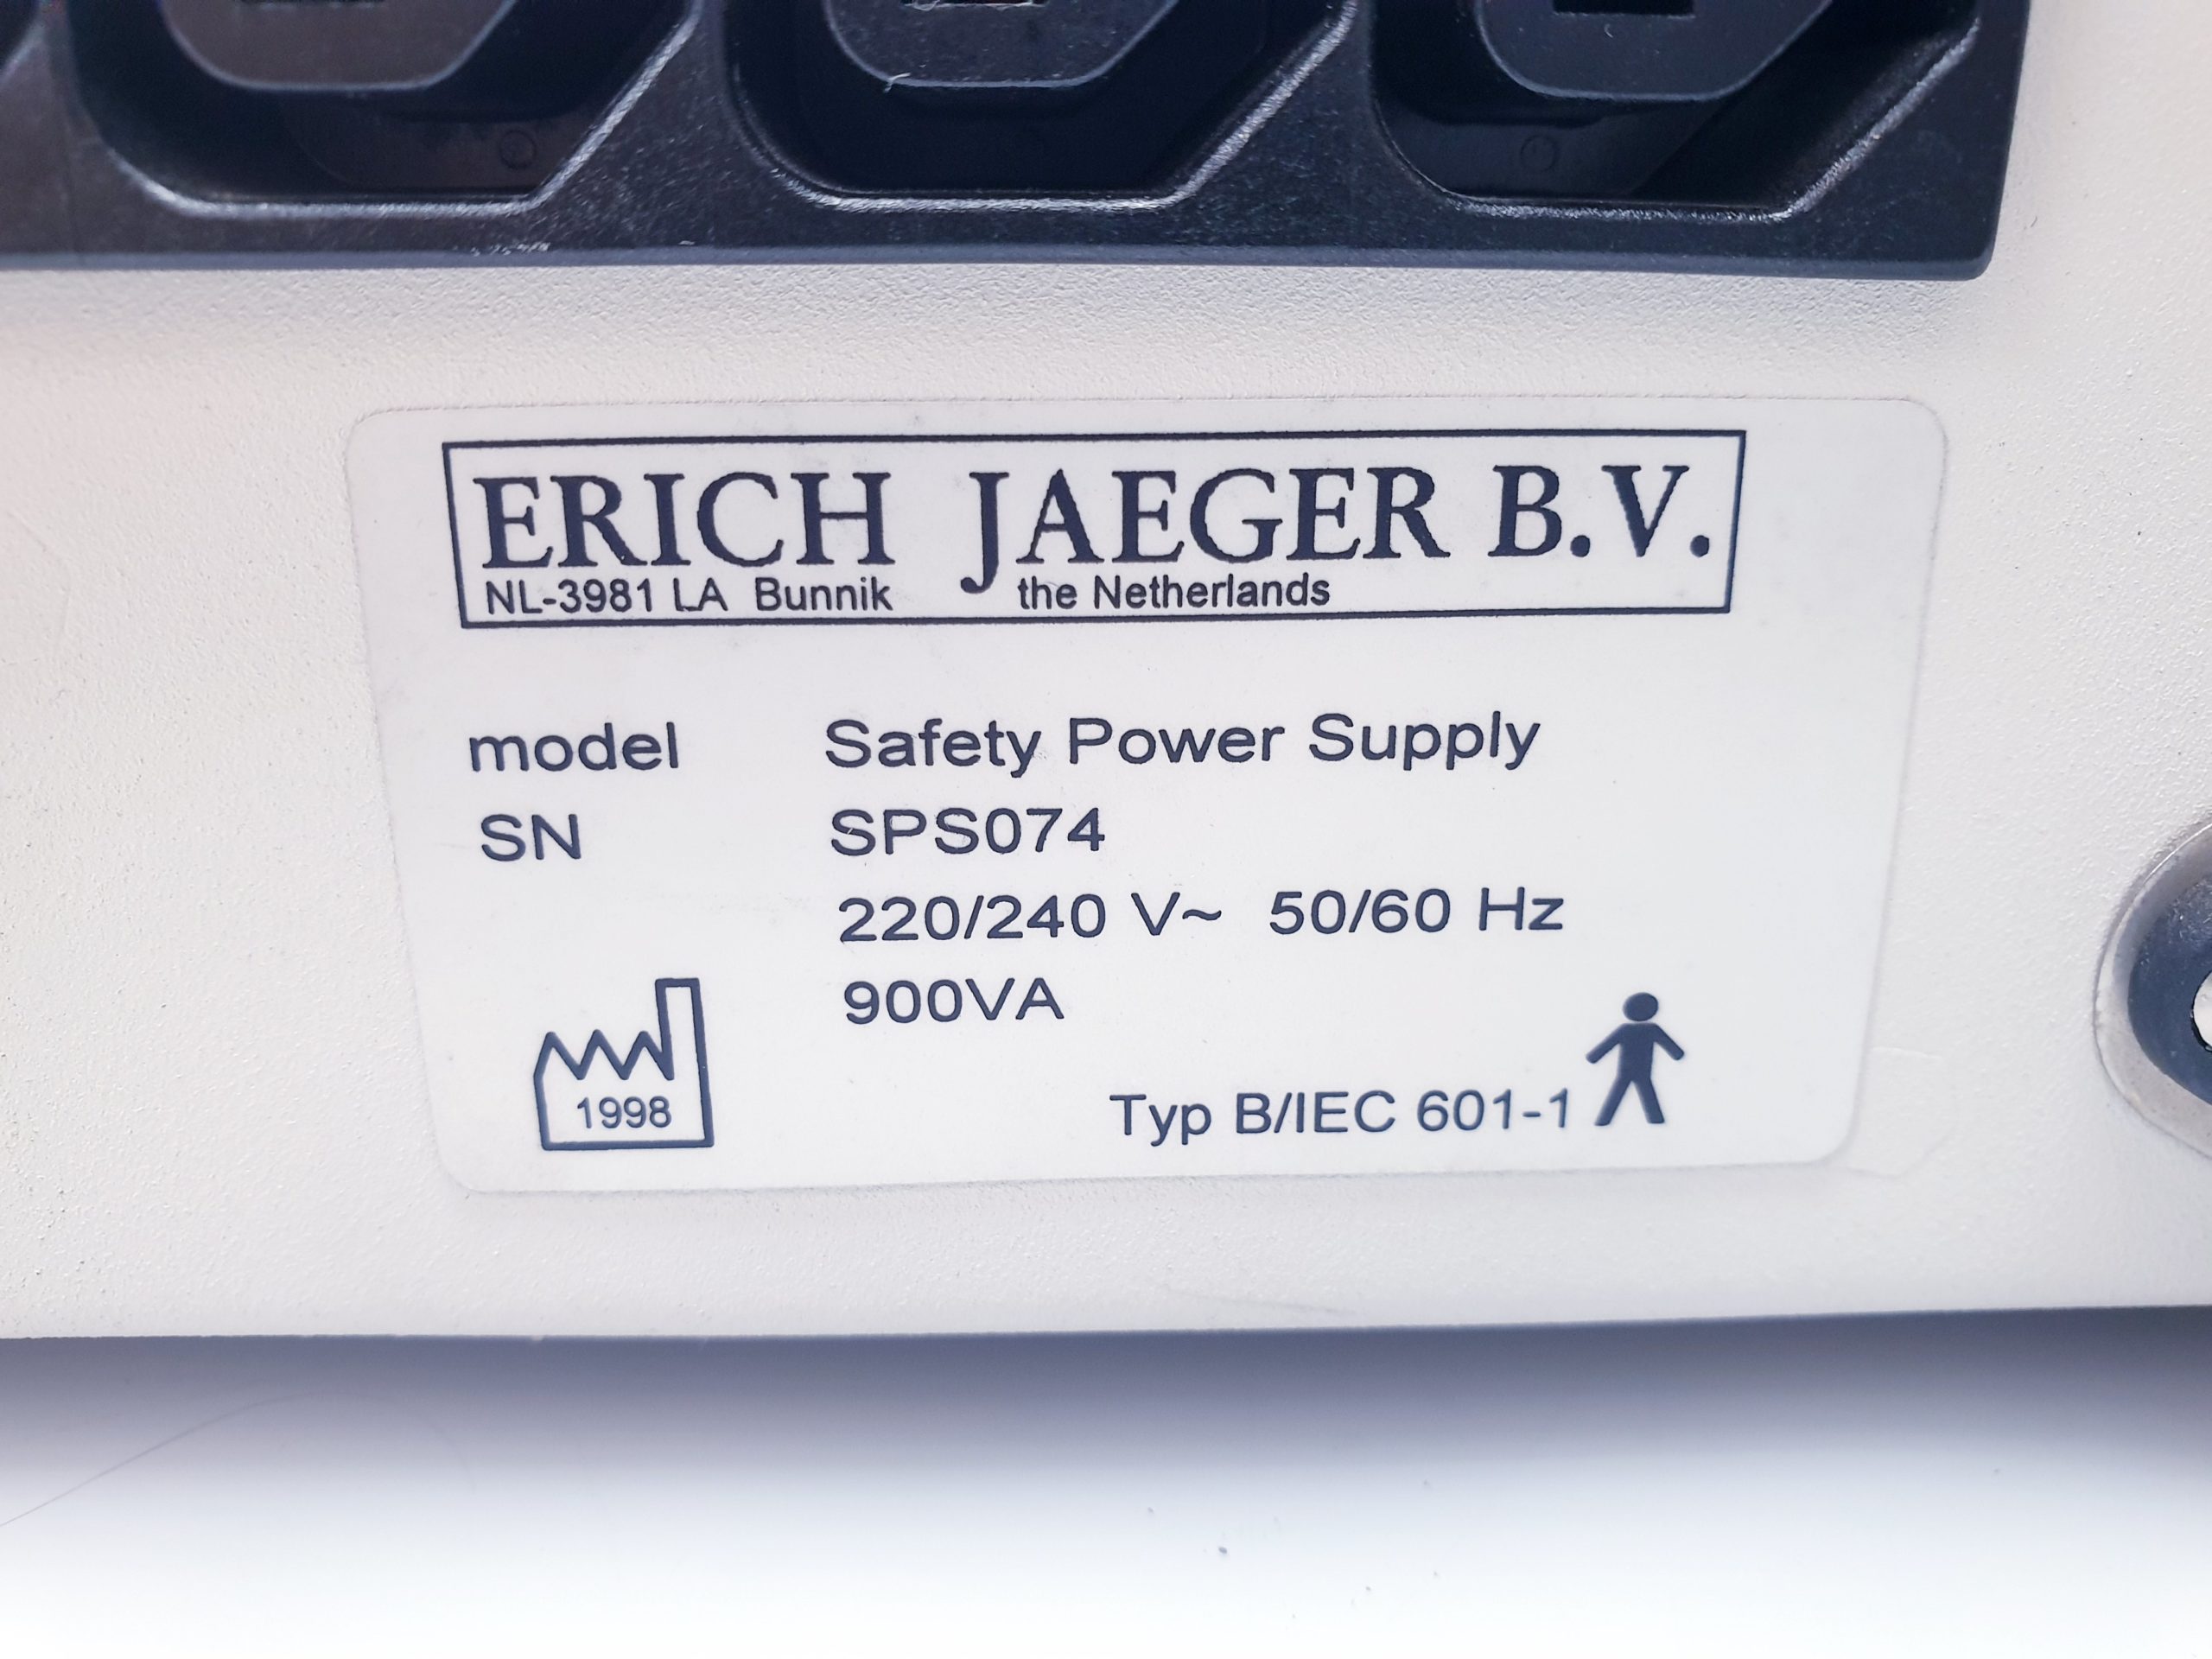 ERICH JAEGER B.V.
NL-3981 LA Bunnik the Netherlands
model Safety Power Supply
SN SPS074
220/240 V~ 50/60 Hz
900VA
1998
Typ B/IEC 601-1